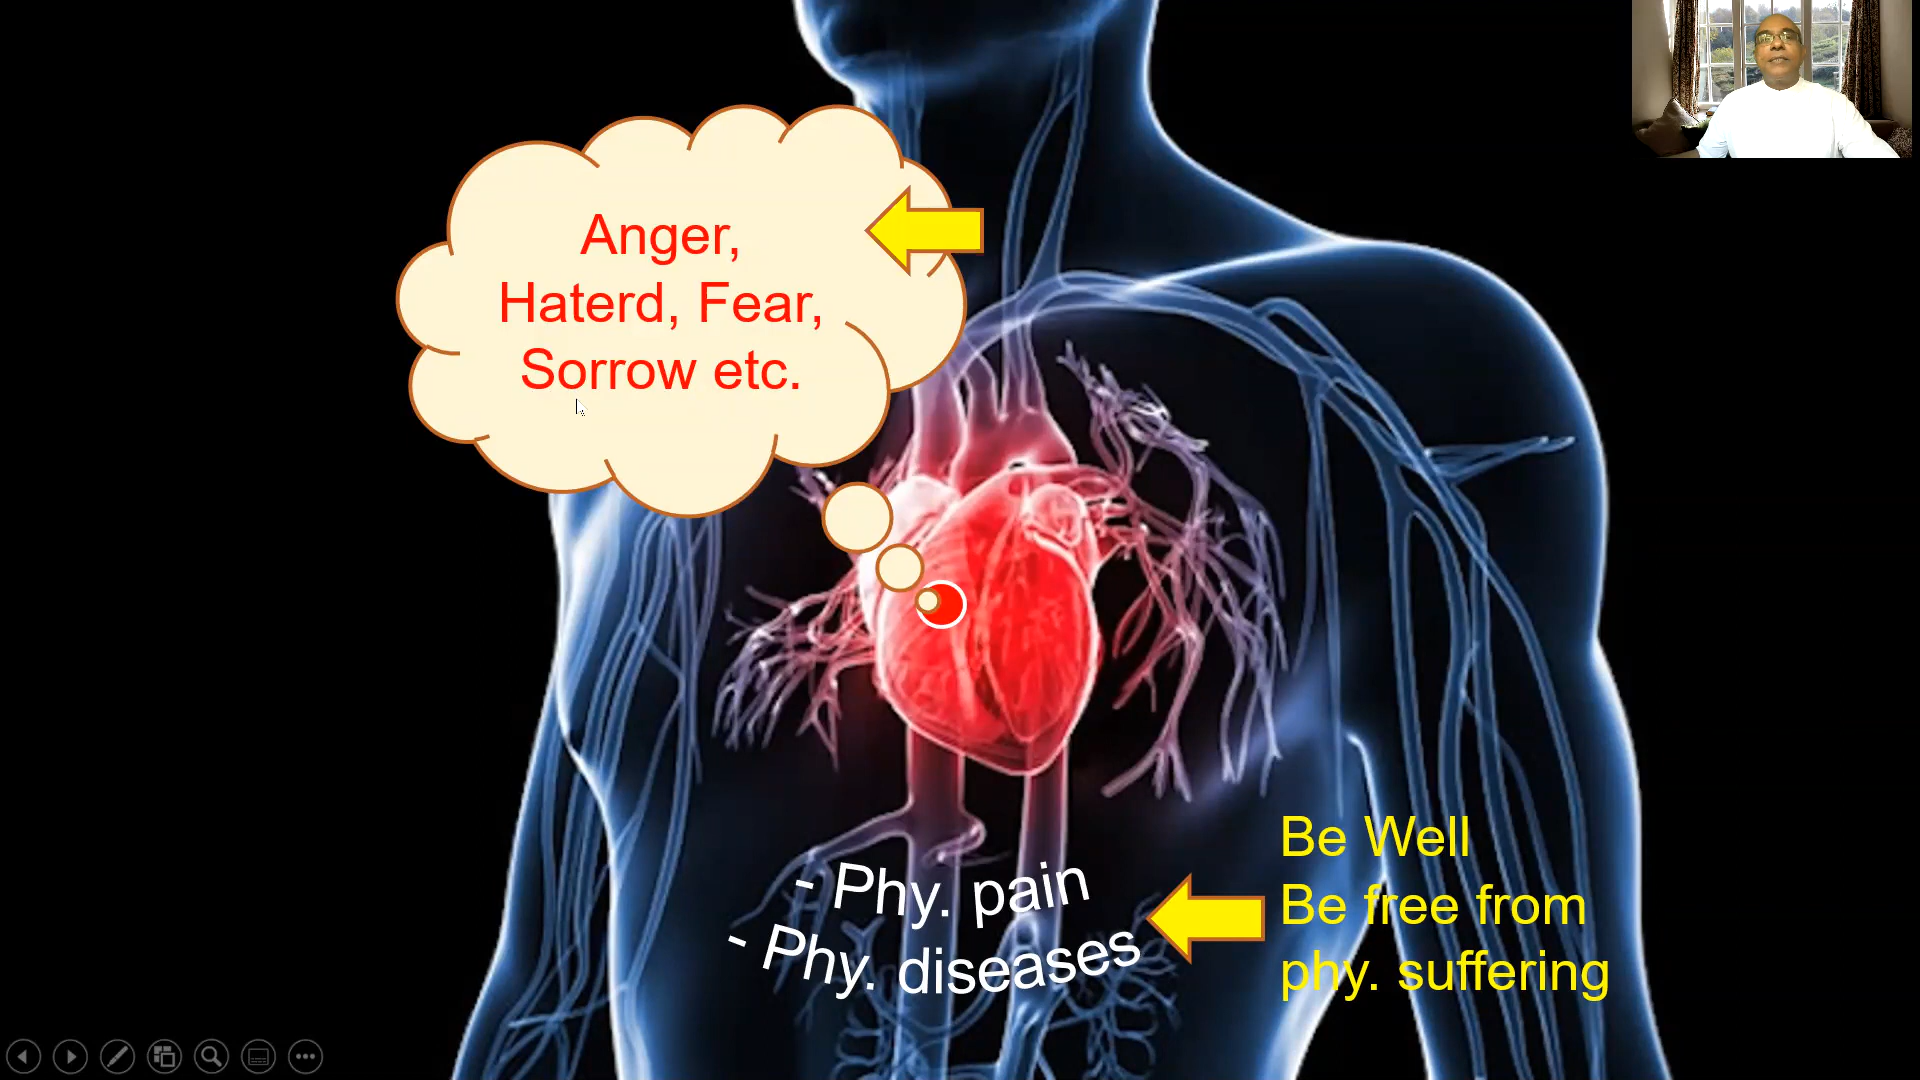 Anger,
Haterd, Fear,
Sorrow etc.
- Phy. pain
- Phy. diseases
Be Well
Be free from
phy. suffering